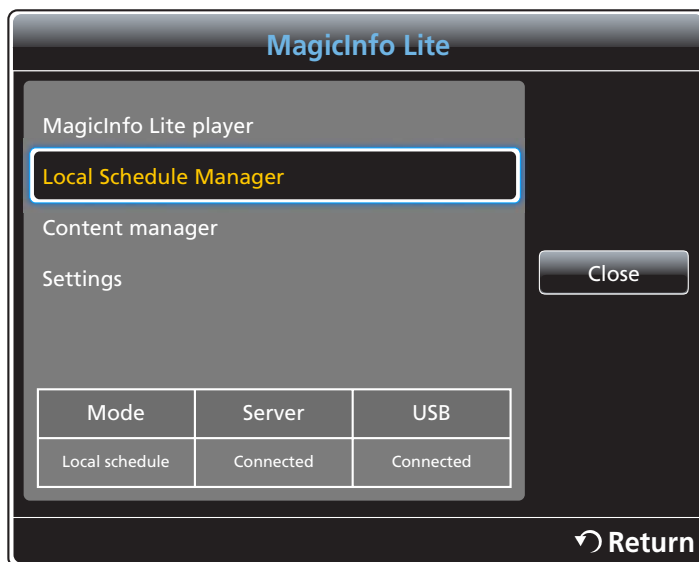 MagicInfo Lite
MagicInfo Lite player
Local Schedule Manager
Content manager
Settings
Close
Mode Server USB
Local schedule Connected Connected
Return